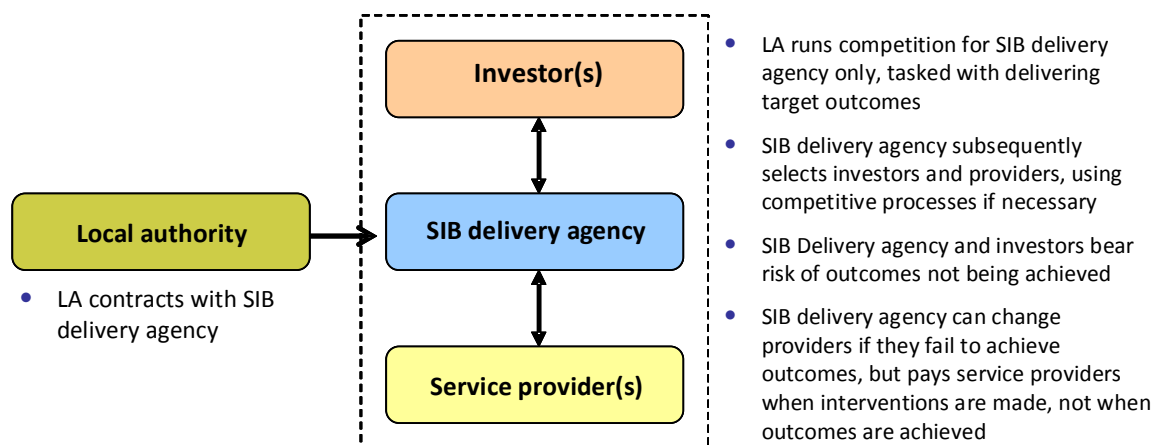 Investor(s)
SIB delivery agency
Service provider(s)
Local authority
• LA contracts with SIB
delivery agency
• LA runs competition for SIB delivery
agency only, tasked with delivering
target outcomes
• SIB delivery agency subsequently
selects investors and providers, using
competitive processes if necessary
• SIB Delivery agency and investors bear
risk of outcomes not being achieved
• SIB delivery agency can change
providers if they fail to achieve
outcomes, but pays service providers
when interventions are made, not when
outcomes are achieved